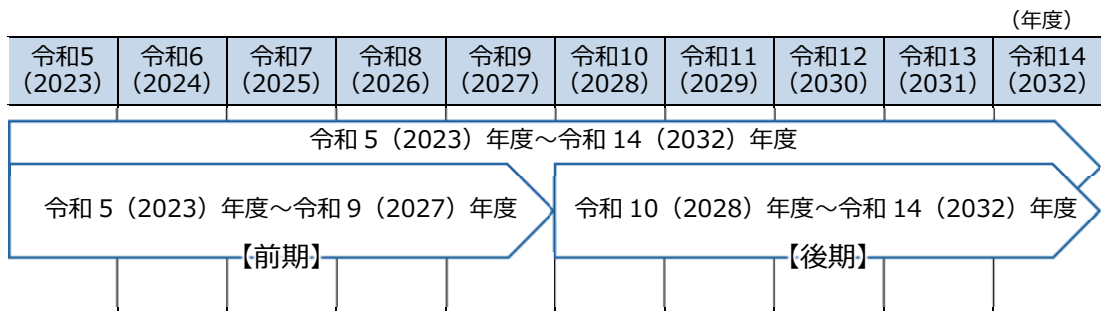 （年度）
令和5 令和6 令和7 令和8 令和9 令和10 令和11 令和12 令和13 令和14
（2023） （2024） （2025） （2026） （2027） （2028） （2029） （2030） （2031） （2032）
令和 5（2023）年度～令和 14（2032）年度
令和 5（2023）年度～令和 9（2027）年度 令和 10（2028）年度～令和 14（2032）年度
【前期】 【後期】